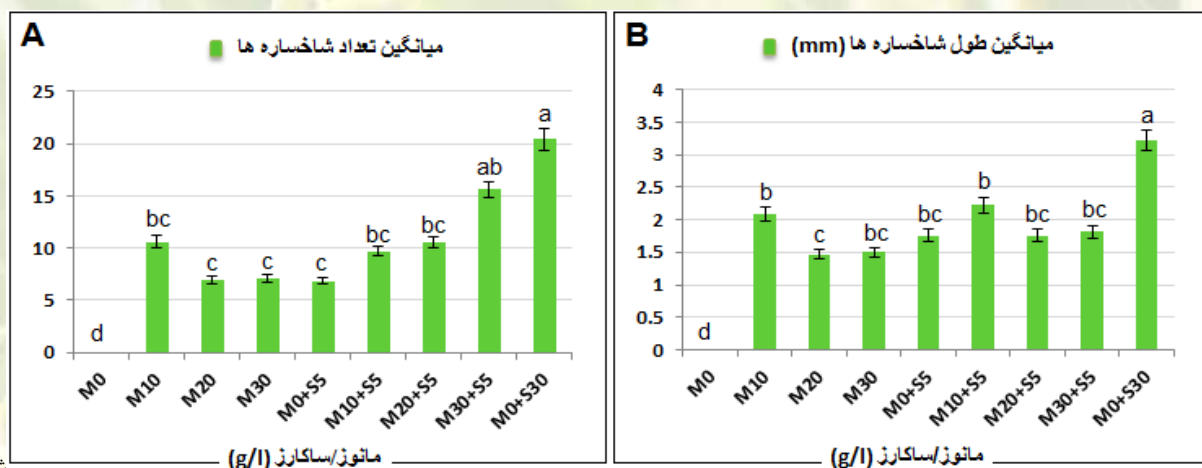 A
میانگین تعداد شاخساره ها
25
20
15
10
5
0
d
bc
c
c
c
bc
bc
ab
a
M0
M10
M20
M30
M0+S5
M10+S5
M20+S5
M30+S5
M0+S30
مانوز/ساکارز (g/l)
B
میانگین طول شاخساره ها (mm)
4
3.5
3
2.5
2
1.5
1
0.5
0
d
b
c
bc
bc
b
bc
bc
a
M0
M10
M20
M30
M0+S5
M10+S5
M20+S5
M30+S5
M0+S30
مانوز/ساکارز (g/l)